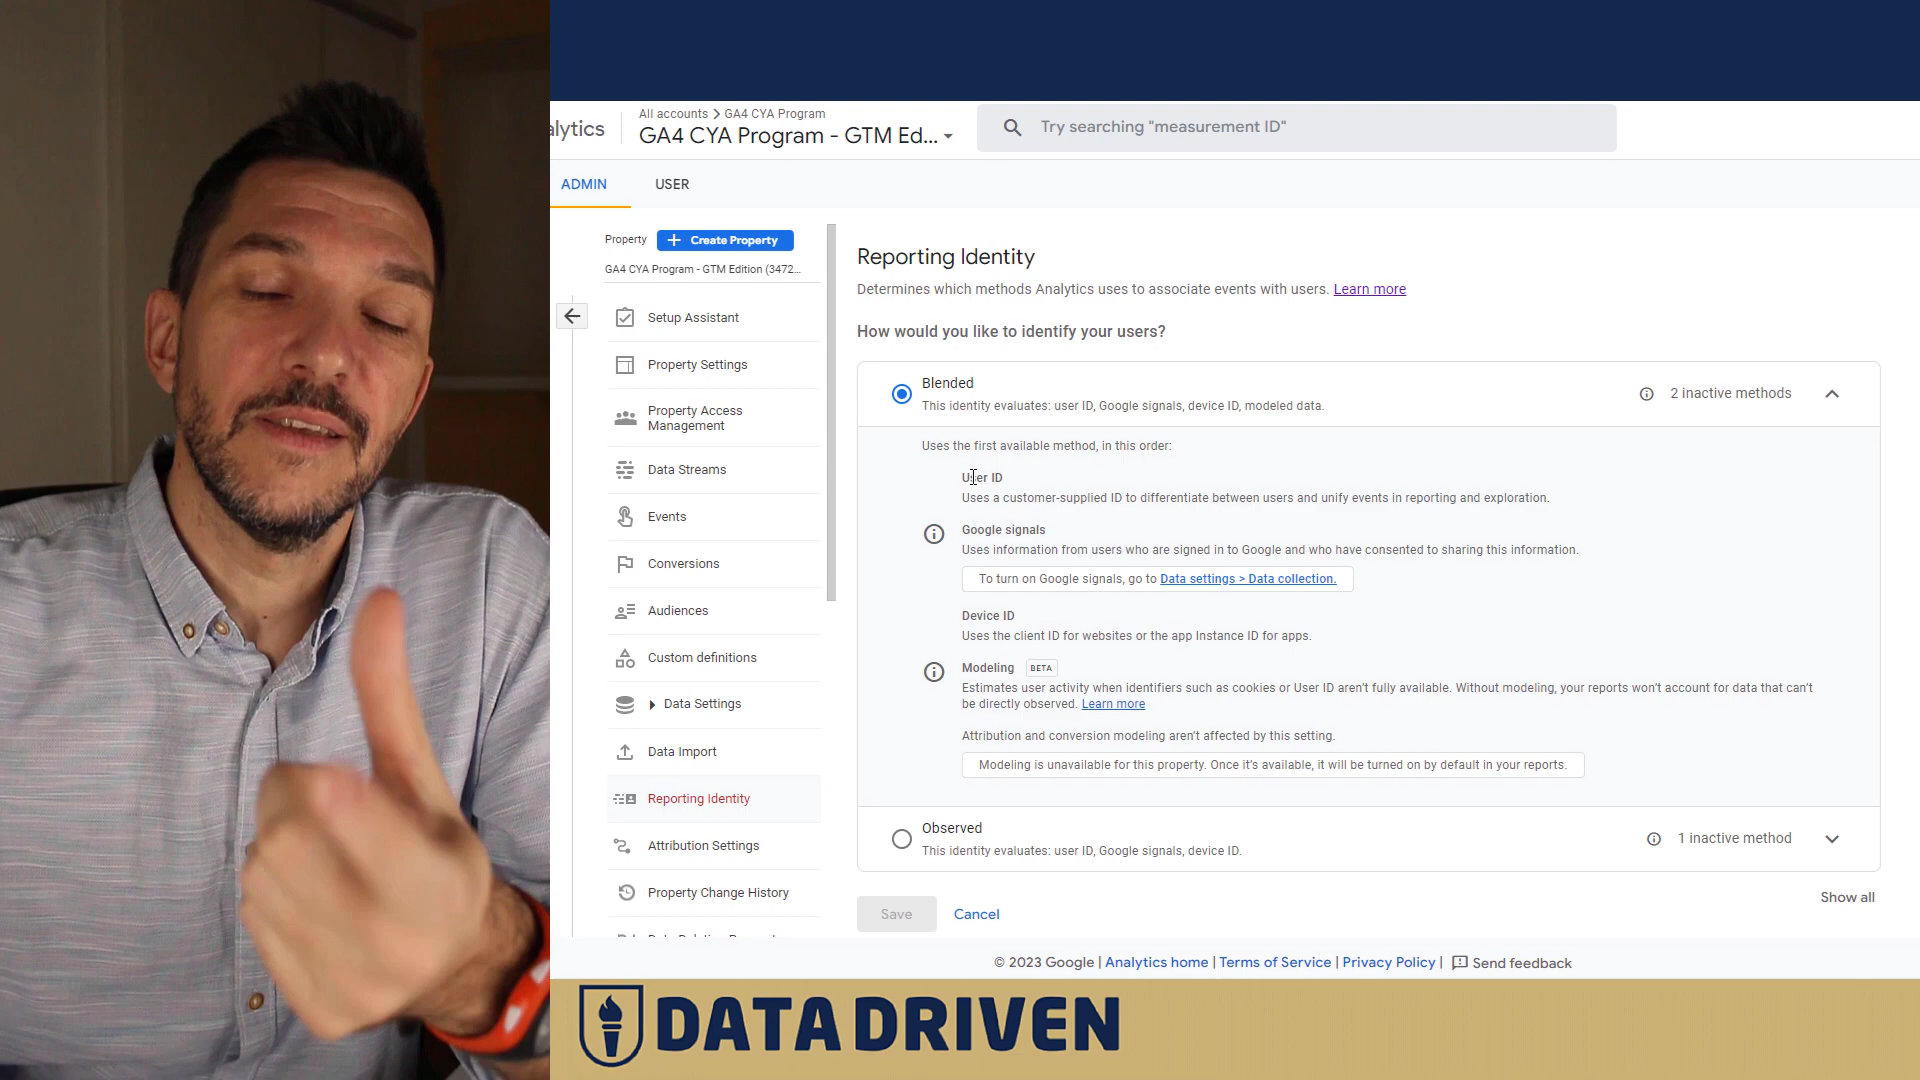 alytics
All accounts > GA4 CYA Program
GA4 CYA Program - GTM Ed...
Try searching "measurement ID"
ADMIN
USER
Property
+ Create Property
GA4 CYA Program - GTM Edition (3472...
Setup Assistant
Property Settings
Property Access
Management
Data Streams
Events
Conversions
Audiences
Custom definitions
Data Settings
Data Import
Reporting Identity
Attribution Settings
Property Change History
Reporting Identity
Determines which methods Analytics uses to associate events with users. Learn more
How would you like to identify your users?
Blended
This identity evaluates: user ID, Google signals, device ID, modeled data.
2 inactive methods
Uses the first available method, in this order:
User ID
Uses a customer-supplied ID to differentiate between users and unify events in reporting and exploration.
Google signals
Uses information from users who are signed in to Google and who have consented to sharing this information.
To turn on Google signals, go to Data settings > Data collection.
Device ID
Uses the client ID for websites or the app Instance ID for apps.
Modeling BETA
Estimates user activity when identifiers such as cookies or User ID aren't fully available. Without modeling, your reports won't account for data that can't
be directly observed. Learn more
Attribution and conversion modeling aren't affected by this setting.
Modeling is unavailable for this property. Once it's available, it will be turned on by default in your reports.
Observed
This identity evaluates: user ID, Google signals, device ID.
1 inactive method
Show all
Save
Cancel
© 2023 Google | Analytics home | Terms of Service | Privacy Policy | Send feedback
DATA DRIVEN